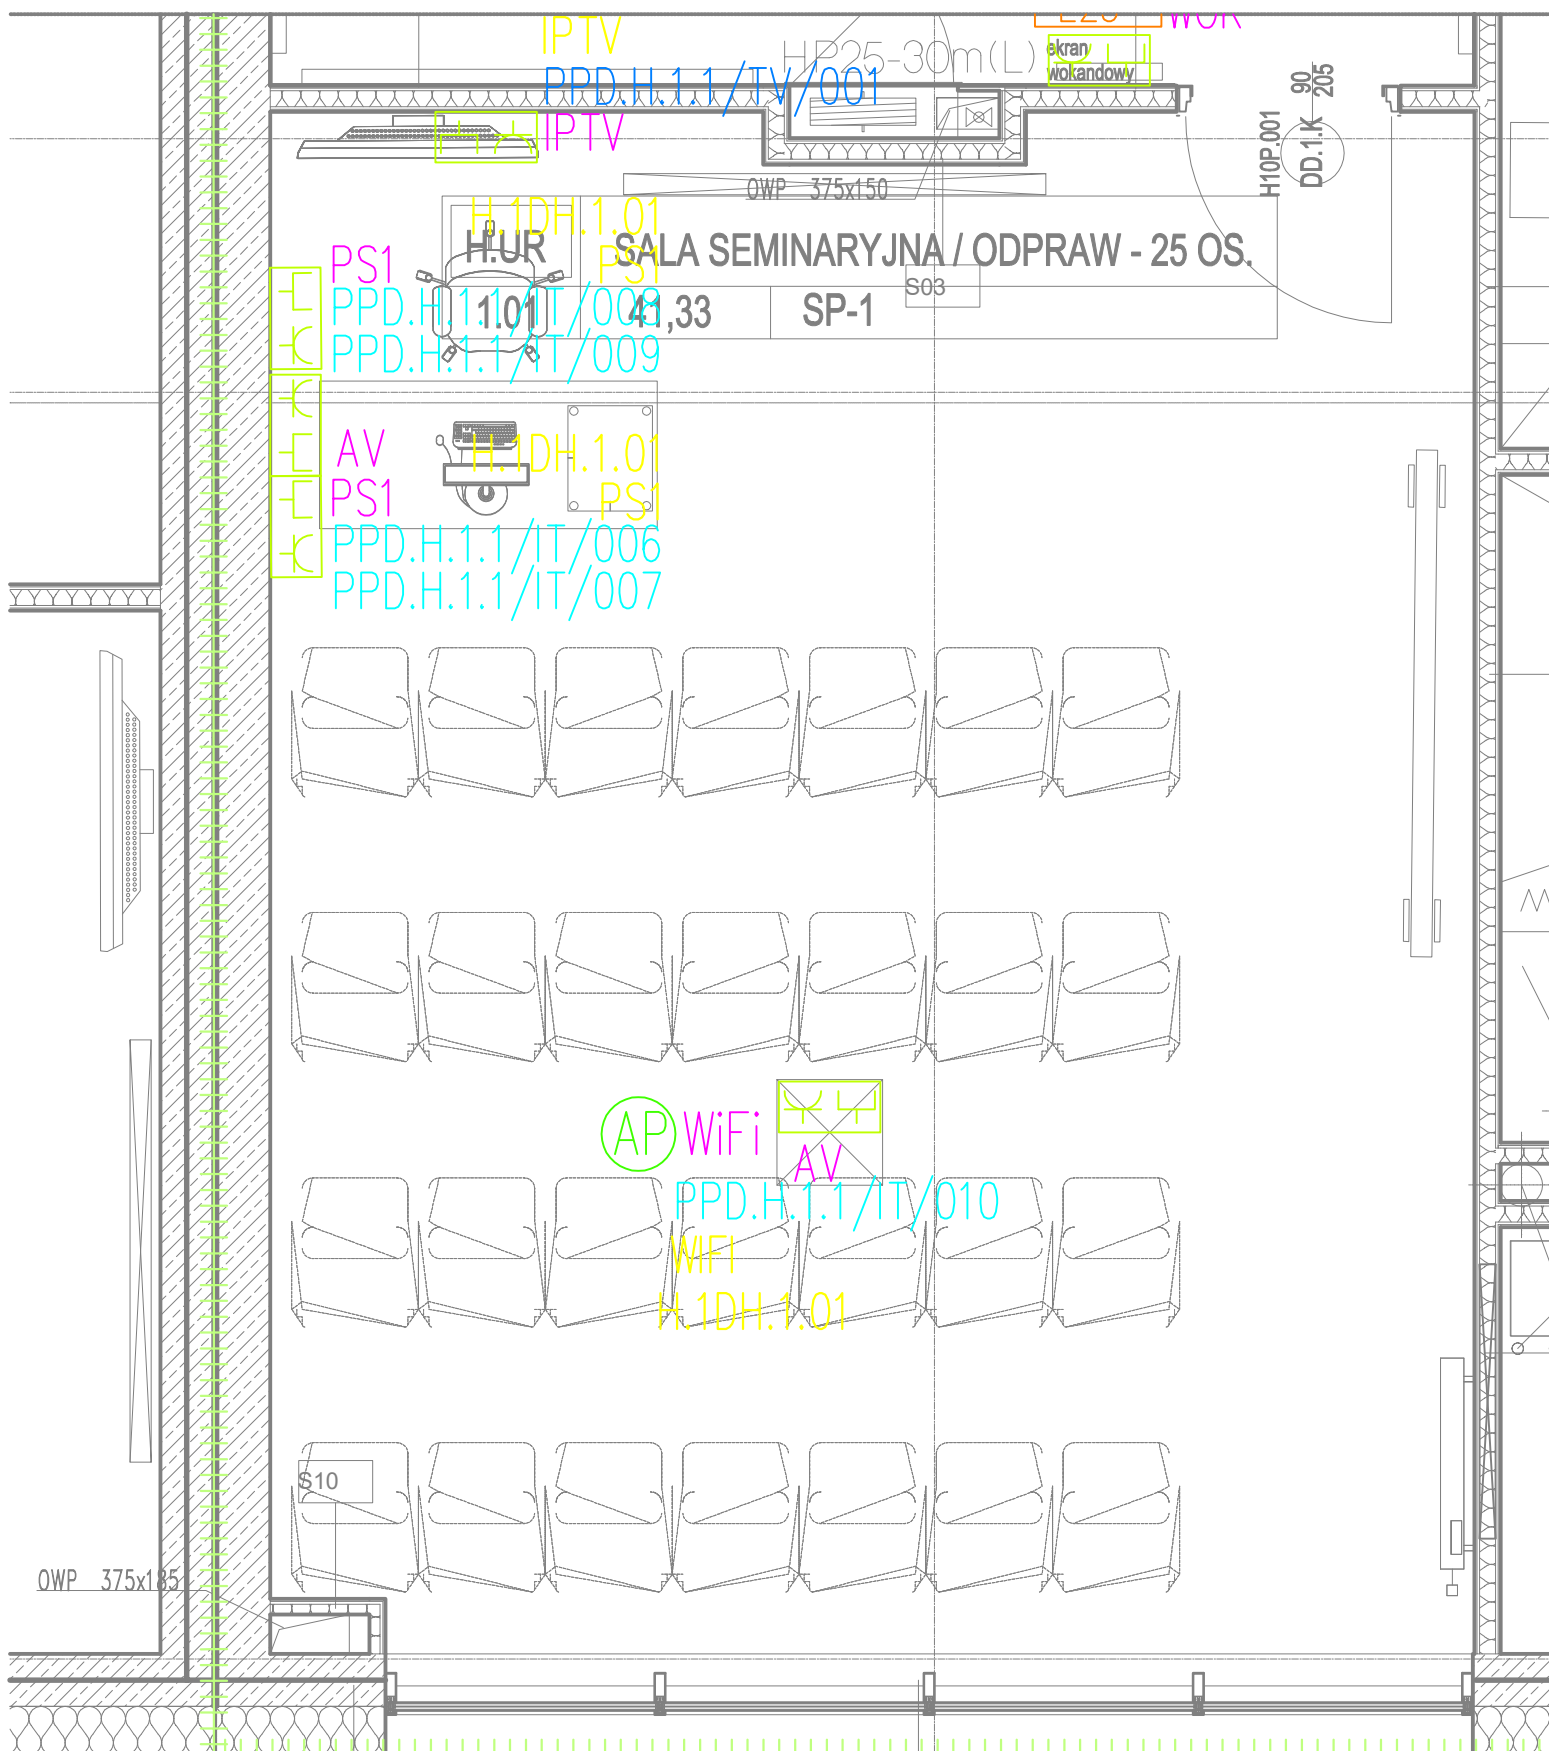 IPTV
WOK
HP25-30m(L)
ekran
wokandowy
PPD.H.1.1/TV/001
IPTV
90
205
H10P.001
DD.1.K
OWP 375x150
H.1DH.1.01
H.UR
SALA SEMINARYJNA / ODPRAW - 25 OS.
PS1
PS1
S03
PPD.H.1.1/IT/008
1.01
41,33
SP-1
PPD.H.1.1/IT/009
AV
H.1DH.1.01
PS1
PS1
PPD.H.1.1/IT/006
PPD.H.1.1/IT/007
AP
WiFi
AV
PPD.H.1.1/IT/010
WIFI
H.1DH.1.01
S10
OWP 375x185